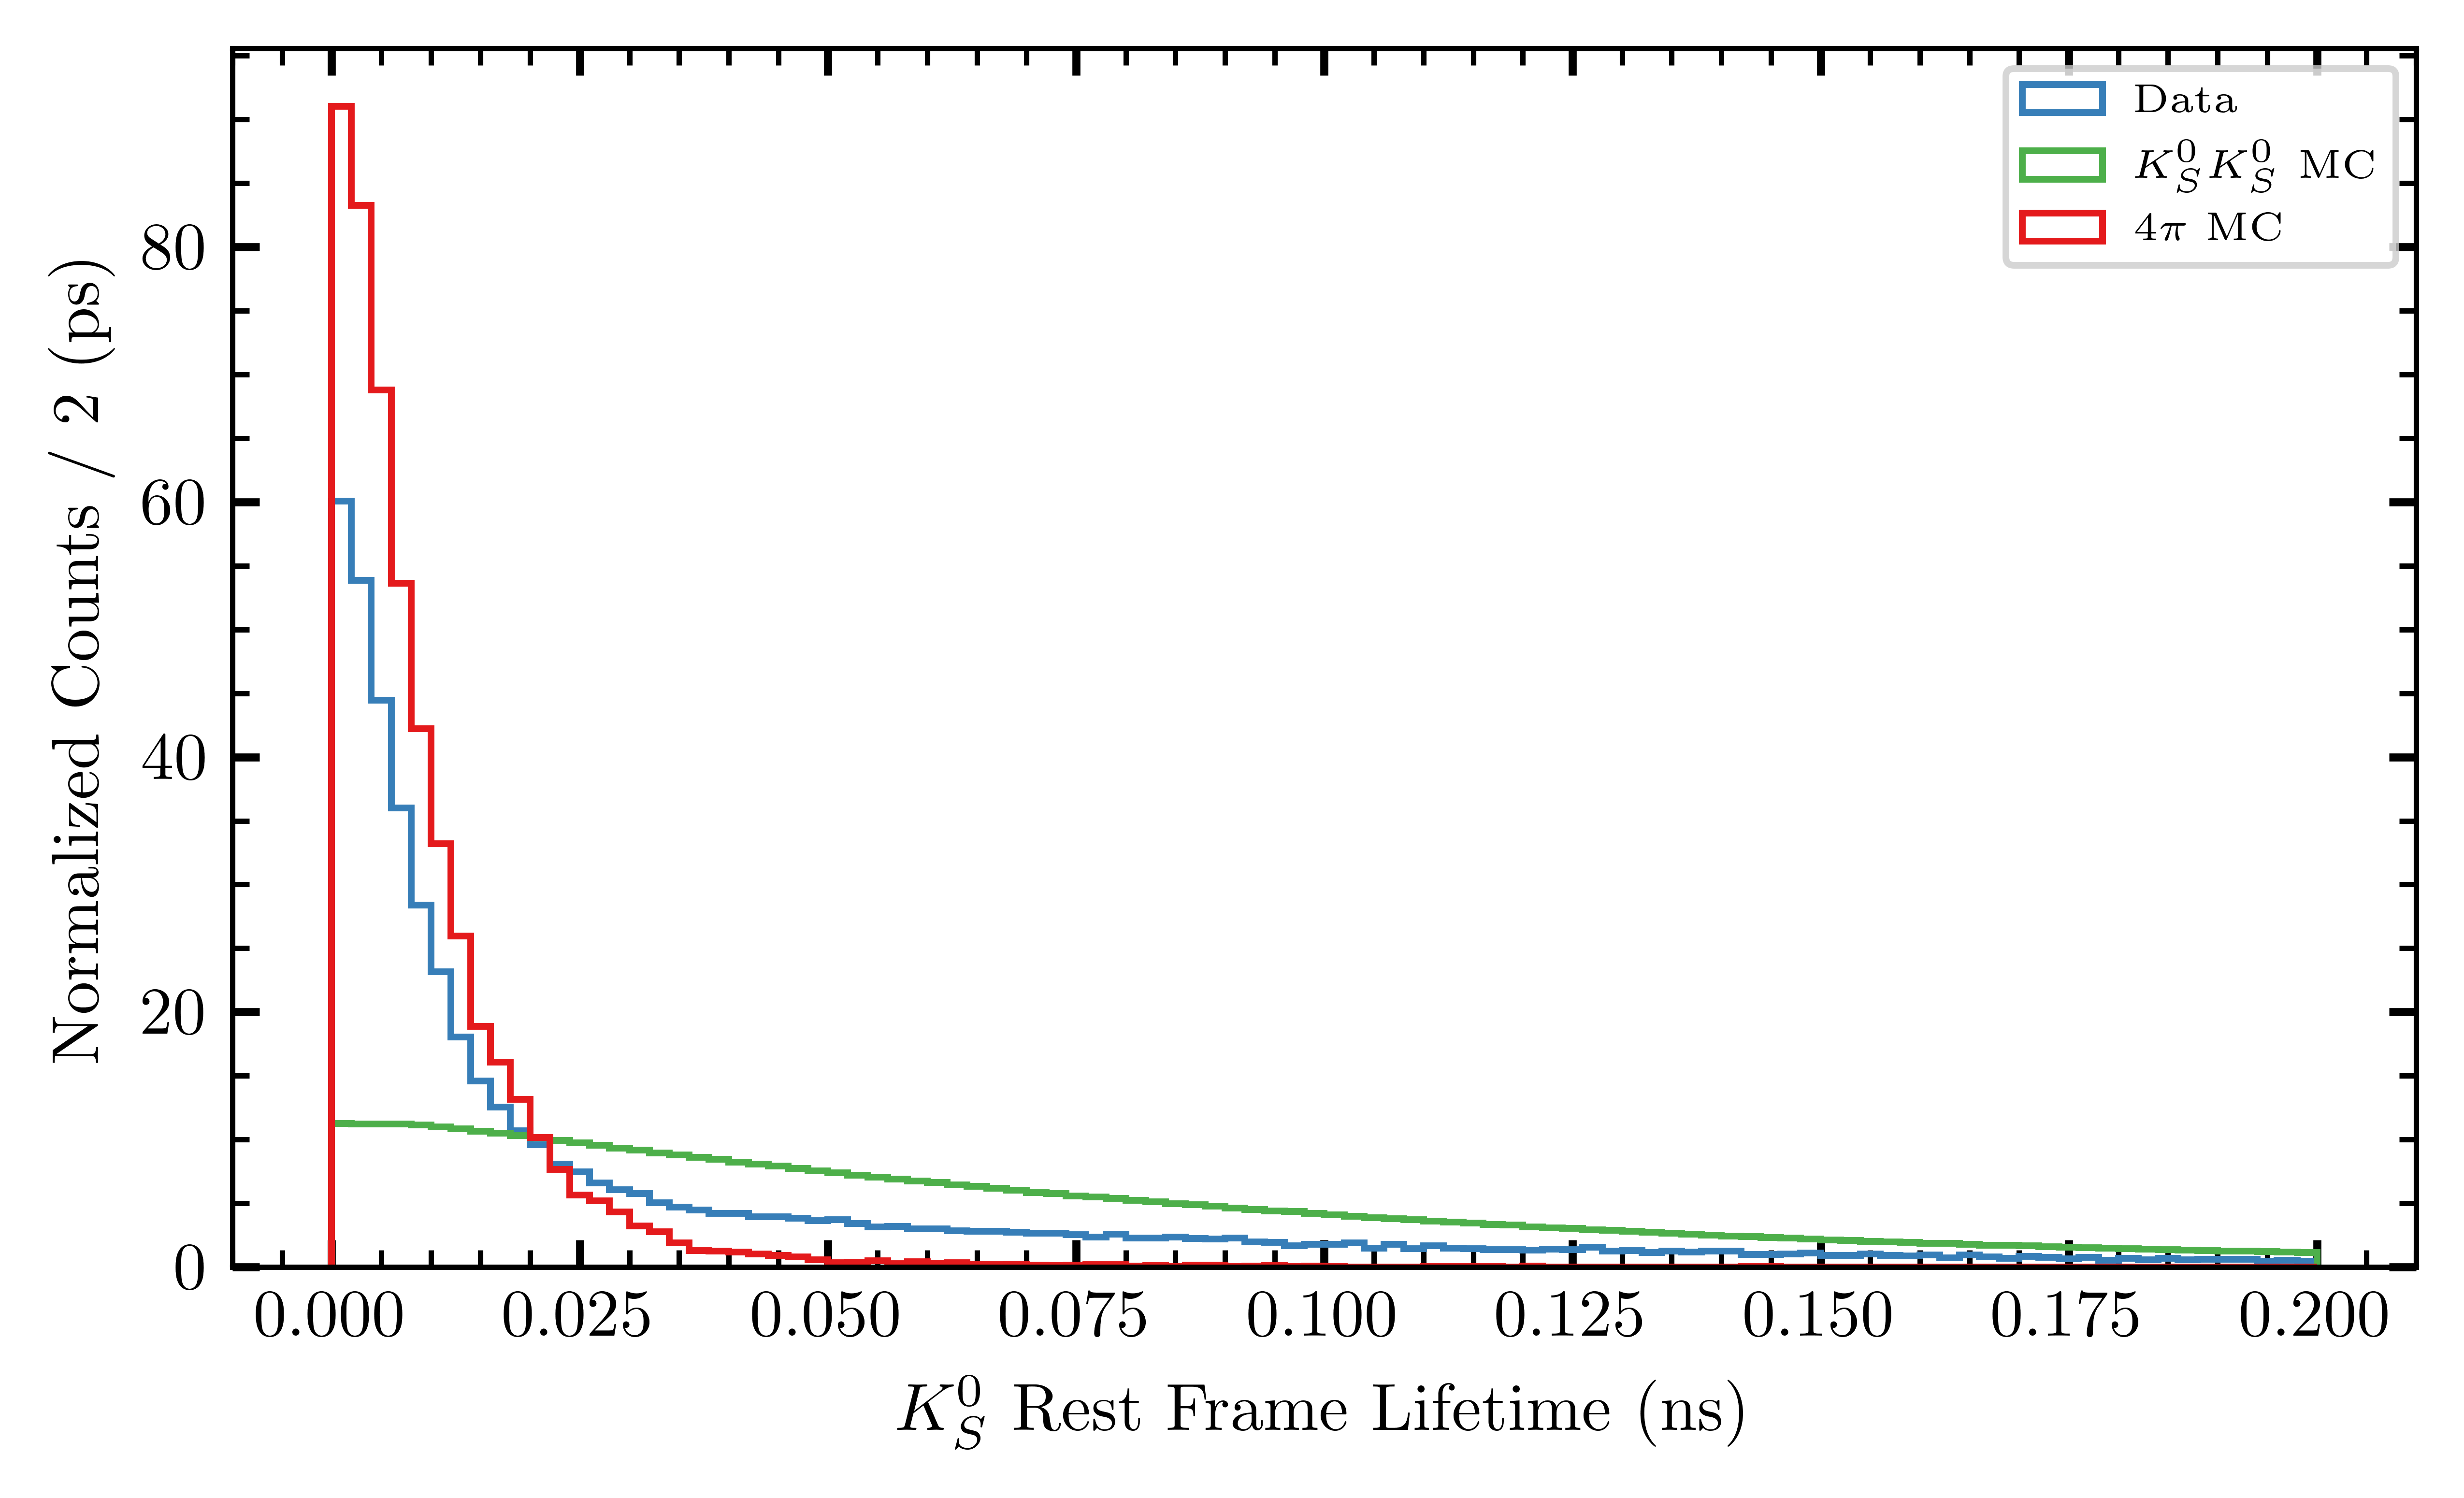 Normalized Counts / 2 (ps)
80
60
40
20
0
0.000 0.025 0.050 0.075 0.100 0.125 0.150 0.175 0.200
$K_S^0$ Rest Frame Lifetime (ns)
Data
$K_S^0 K_S^0$ MC
4π MC